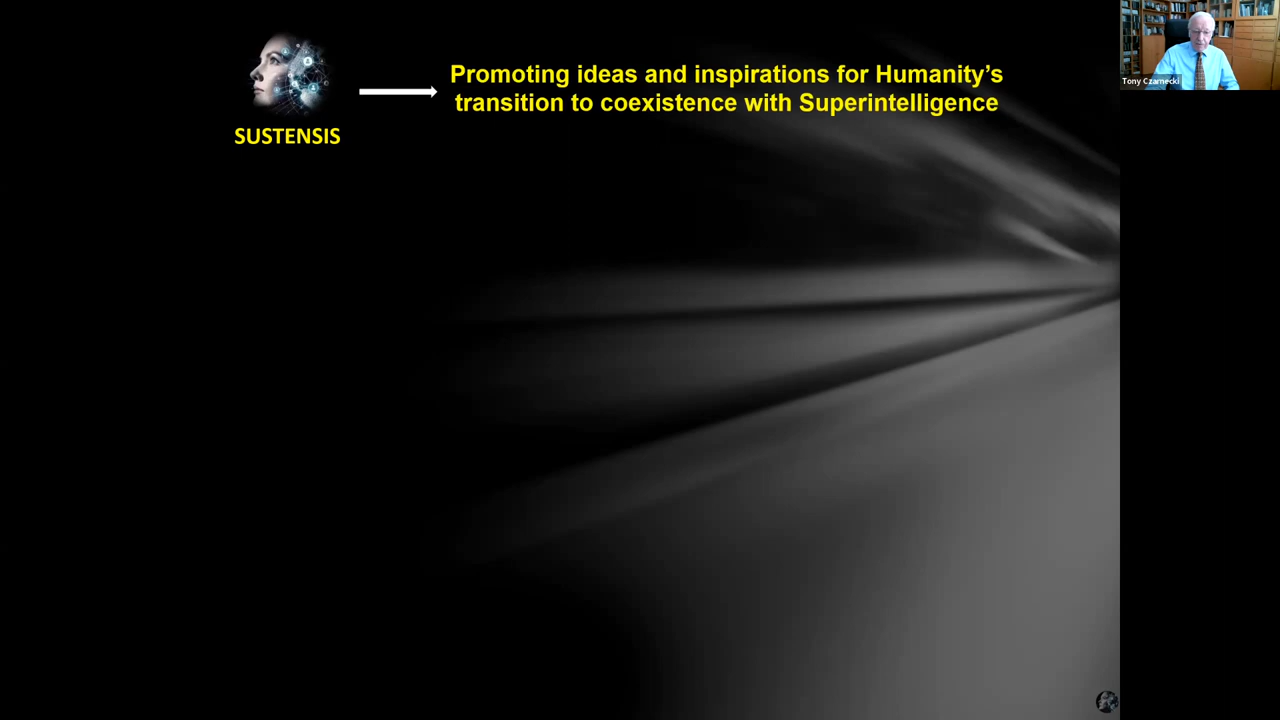 Promoting ideas and inspirations for Humanity's
transition to coexistence with Superintelligence
SUSTENSIS
Tony Czarnecki